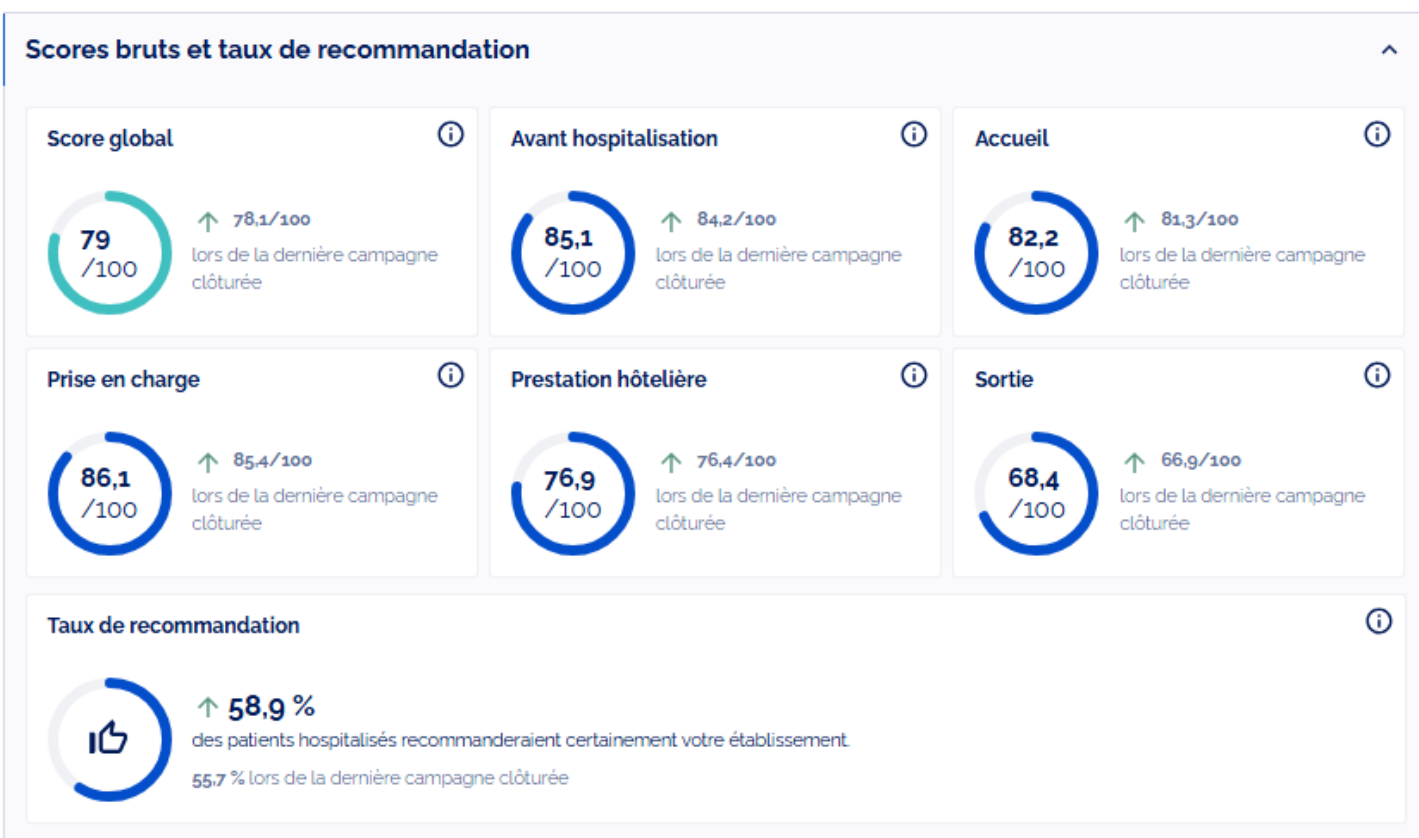 Scores bruts et taux de recommandation
Score global
79
/100
78,1/100
lors de la dernière campagne
clôturée
Avant hospitalisation
85,1
/100
84,2/100
lors de la dernière campagne
clôturée
Accueil
82,2
/100
81,3/100
lors de la dernière campagne
clôturée
Prise en charge
86,1
/100
85,4/100
lors de la dernière campagne
clôturée
Prestation hôtelière
76,9
/100
76,4/100
lors de la dernière campagne
clôturée
Sortie
68,4
/100
66,9/100
lors de la dernière campagne
clôturée
Taux de recommandation
58,9 %
des patients hospitalisés recommanderaient certainement votre établissement.
55,7 % lors de la dernière campagne clôturée